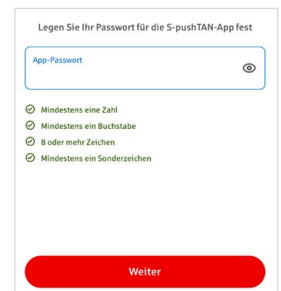 Legen Sie Ihr Passwort für die S-pushTAN-App fest
App-Passwort
Mindestens eine Zahl
Mindestens ein Buchstabe
8 oder mehr Zeichen
Mindestens ein Sonderzeichen
Weiter